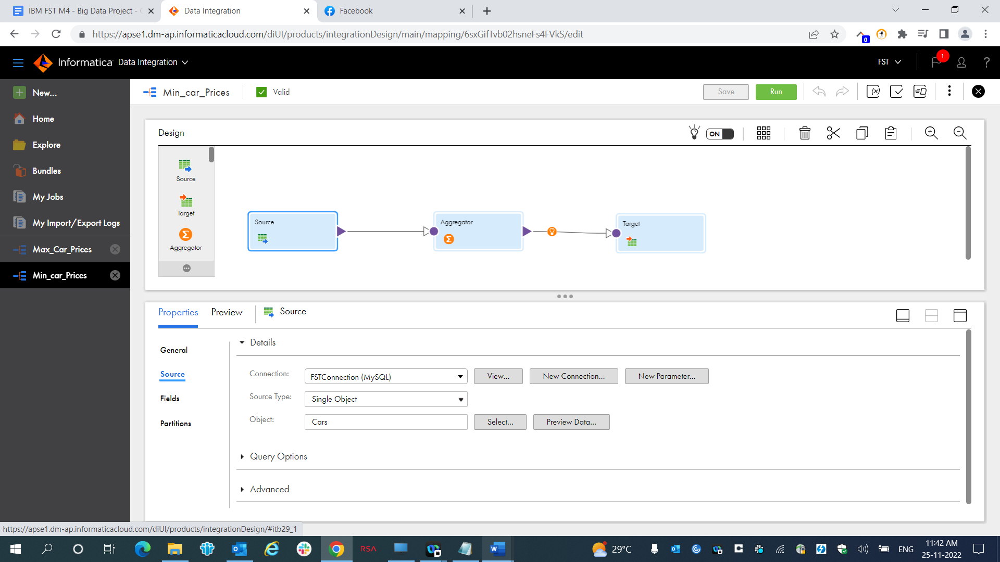 IBM FST M4 - Big Data Project -
Data Integration
Facebook
https://apse1.dm-ap.informaticacloud.com/diUI/products/integrationDesign/main/mapping/6sxGifTvb02hsneFs4FVkS/edit
0
Informatica Data Integration
FST
1
?
New...
Home
Explore
Bundles
My Jobs
My Import/Export Logs
Max_Car_Prices
Min_car_Prices
Min_car_Prices
Valid
Save
Run
Design
ON
Source
Target
Aggregator
Source
Aggregator
Target
Properties
Preview
Source
General
Source
Fields
Partitions
Details
Connection:
FSTConnection (MySQL)
View...
New Connection...
New Parameter...
Source Type:
Single Object
Object:
Cars
Select...
Preview Data...
Query Options
Advanced
https://apse1.dm-ap.informaticacloud.com/diUI/products/integrationDesign/#itb29_1
RSA
29°C
ENG
11:42 AM
25-11-2022